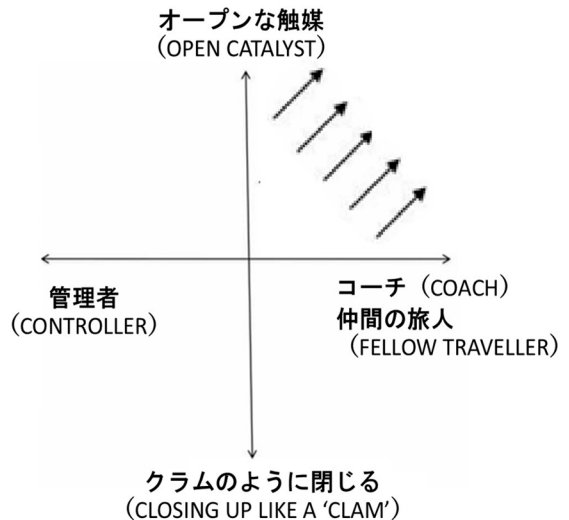 オープンな触媒
（OPEN CATALYST）
管理者
（CONTROLLER）
コーチ（COACH）
仲間の旅人
（FELLOW TRAVELLER）
クラムのように閉じる
（CLOSING UP LIKE A ‘CLAM’）